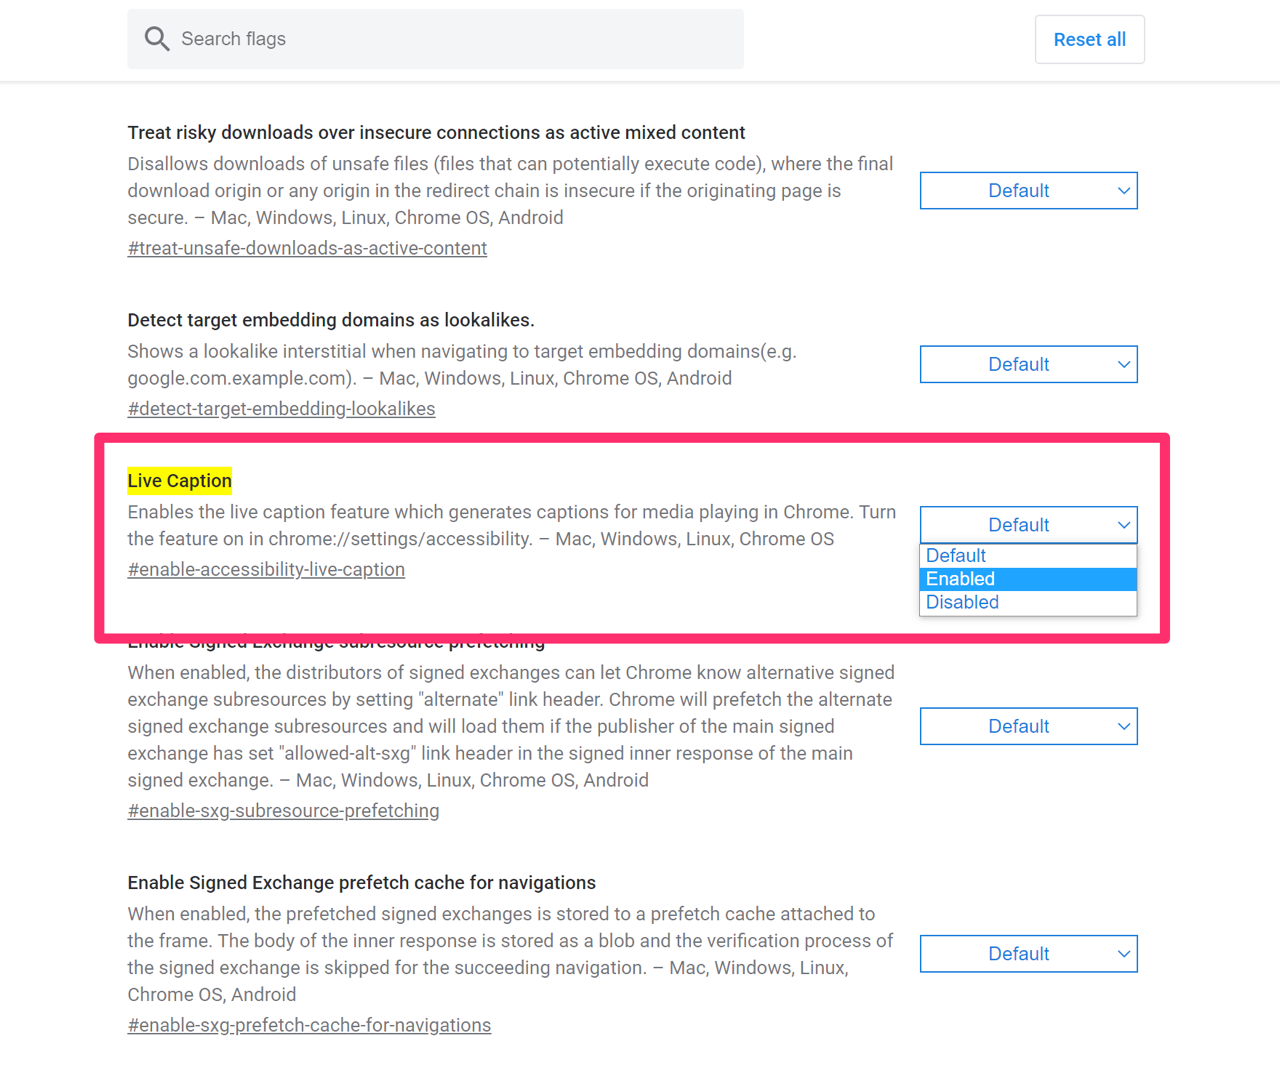 Search flags
Reset all
Treat risky downloads over insecure connections as active mixed content
Disallows downloads of unsafe files (files that can potentially execute code), where the final
download origin or any origin in the redirect chain is insecure if the originating page is
secure. – Mac, Windows, Linux, Chrome OS, Android
#treat-unsafe-downloads-as-active-content
Default
Detect target embedding domains as lookalikes.
Shows a lookalike interstitial when navigating to target embedding domains(e.g.
google.com.example.com). – Mac, Windows, Linux, Chrome OS, Android
#detect-target-embedding-lookalikes
Default
Live Caption
Enables the live caption feature which generates captions for media playing in Chrome. Turn
the feature on in chrome://settings/accessibility. – Mac, Windows, Linux, Chrome OS
#enable-accessibility-live-caption
Default
Default
Enabled
Disabled
Enable Signed Exchange subresource prefetching
When enabled, the distributors of signed exchanges can let Chrome know alternative signed
exchange subresources by setting "alternate" link header. Chrome will prefetch the alternate
signed exchange subresources and will load them if the publisher of the main signed
exchange has set "allowed-alt-sxg" link header in the signed inner response of the main
signed exchange. – Mac, Windows, Linux, Chrome OS, Android
#enable-sxg-subresource-prefetching
Default
Enable Signed Exchange prefetch cache for navigations
When enabled, the prefetched signed exchanges is stored to a prefetch cache attached to
the frame. The body of the inner response is stored as a blob and the verification process of
the signed exchange is skipped for the succeeding navigation. – Mac, Windows, Linux,
Chrome OS, Android
#enable-sxg-prefetch-cache-for-navigations
Default